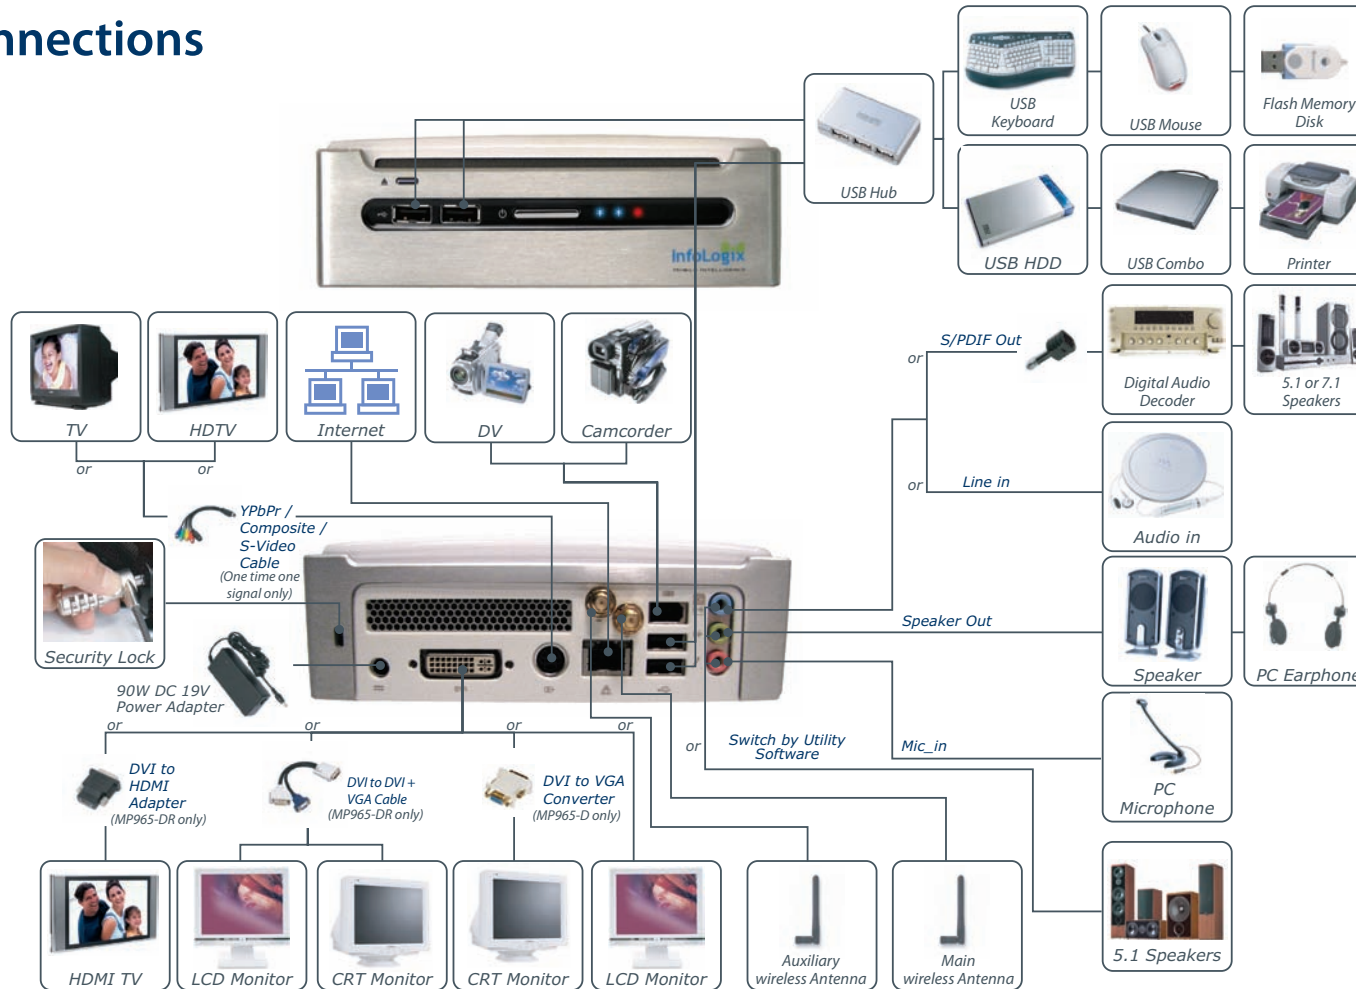 nnections
USB
Keyboard
USB Mouse
Flash Memory
Disk
USB Hub
USB HDD
USB Combo
Printer
infoLogix
TV
HDTV
Internet
DV
Camcorder
or
or
S/PDIF Out
or
Digital Audio
Decoder
5.1 or 7.1
Speakers
or
Line in
Audio in
YPbPr /
Composite /
S-Video
Cable
(One time one
signal only)
Security Lock
Speaker Out
Speaker
PC Earphone
90W DC 19V
Power Adapter
or
or
or
or
or
Switch by Utility
Software
Mic_in
PC
Microphone
DVI to
HDMI
Adapter
(MP965-DR only)
DVI to DVI +
VGA Cable
(MP965-DR only)
DVI to VGA
Converter
(MP965-D only)
HDMI TV
LCD Monitor
CRT Monitor
CRT Monitor
LCD Monitor
Auxiliary
wireless Antenna
Main
wireless Antenna
5.1 Speakers